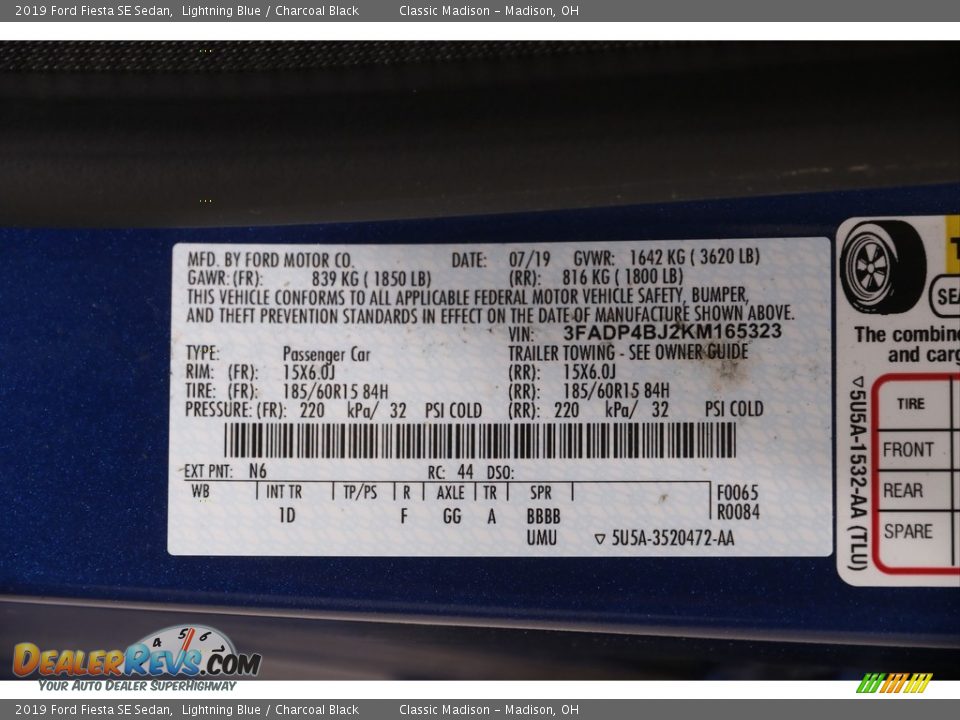 2019 Ford Fiesta SE Sedan, Lightning Blue / Charcoal Black Classic Madison - Madison, OH
MFD. BY FORD MOTOR CO. DATE: 07/19 GVWR: 1642 KG ( 3620 LB)
GAWR: (FR): 839 KG ( 1850 LB) (RR): 816 KG ( 1800 LB)
THIS VEHICLE CONFORMS TO ALL APPLICABLE FEDERAL MOTOR VEHICLE SAFETY, BUMPER,
AND THEFT PREVENTION STANDARDS IN EFFECT ON THE DATE OF MANUFACTURE SHOWN ABOVE.
VIN: 3FADP4BJ2KM165323
TYPE: Passenger Car TRAILER TOWING - SEE OWNER GUIDE
RIM: (FR): 15X6.0J (RR): 15X6.0J
TIRE: (FR): 185/60R15 84H (RR): 185/60R15 84H
PRESSURE: (FR): 220 kPa/ 32 PSI COLD (RR): 220 kPa/ 32 PSI COLD
EXT PNT: N6 RC: 44 DSO:
WB INT TR TP/PS R AXLE TR SPR F0065
1D F GG A BBBB R0084
UMU ▽ 5U5A-3520472-AA
The combine
and carg
▽5U5A-1532-AA (TLU)
TIRE
FRONT
REAR
SPARE
4 5 6
DEALERREVS.COM
YOUR AUTO DEALER SUPERHIGHWAY
2019 Ford Fiesta SE Sedan, Lightning Blue / Charcoal Black Classic Madison - Madison, OH